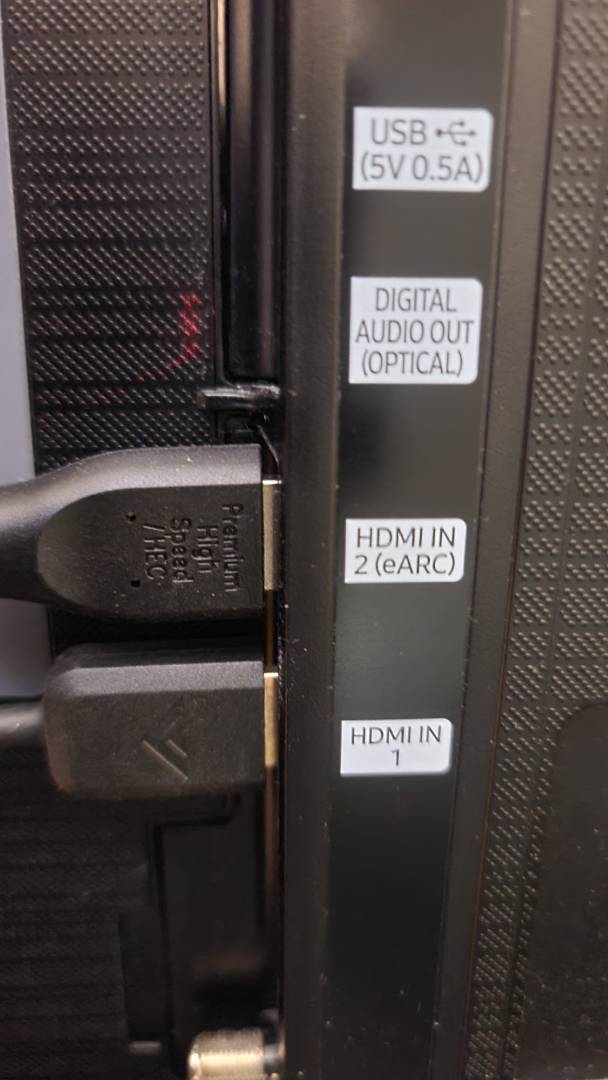 USB
(5V 0.5A)
DIGITAL
AUDIO OUT
(OPTICAL)
Premium
High
Speed
/HEC
HDMI IN
2 (eARC)
HDMI IN
1